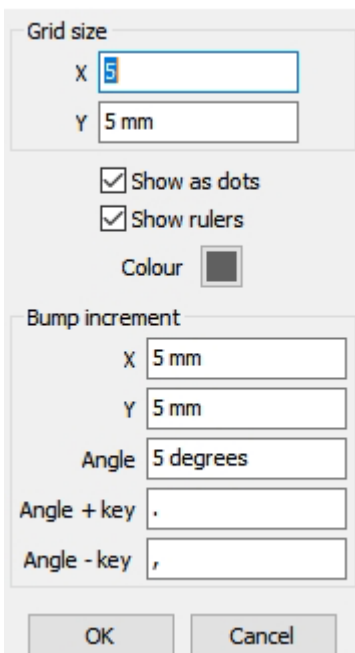 Grid size
X 5
Y 5 mm
Show as dots
Show rulers
Colour
Bump increment
X 5 mm
Y 5 mm
Angle 5 degrees
Angle + key .
Angle - key ,
OK Cancel